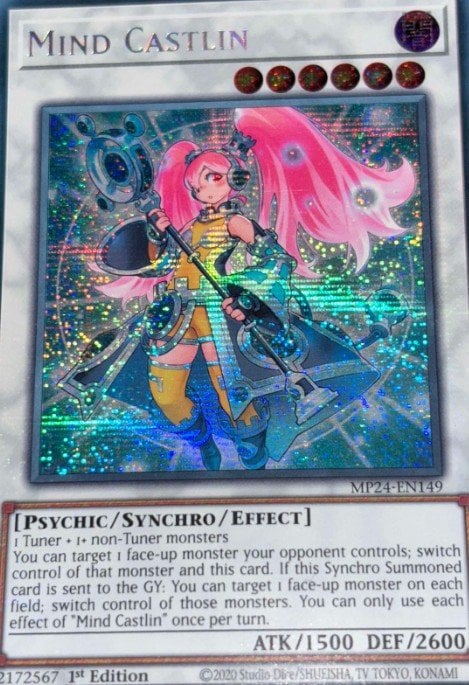 MIND CASTLIN
闇
MP24-EN149
[PSYCHIC/SYNCHRO/EFFECT]
1 Tuner + 1+ non-Tuner monsters
You can target 1 face-up monster your opponent controls; switch
control of that monster and this card. If this Synchro Summoned
card is sent to the GY: You can target 1 face-up monster on each
field; switch control of those monsters. You can only use each
effect of "Mind Castlin" once per turn.
ATK/1500 DEF/2600
2172567 1st Edition
©2020 Studio Dice/SHUEISHA, TV TOKYO, KONAMI